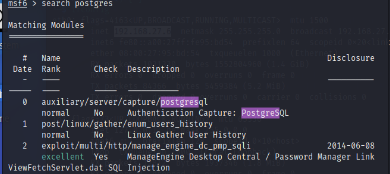 msf6 > search postgres
Matching Modules
================
# Name Disclosure
Date Rank Check Description
- ---- ----------
---- ---- ----- -----------
0 auxiliary/server/capture/postgresql
normal No Authentication Capture: PostgreSQL
1 post/linux/gather/enum_users_history
normal No Linux Gather User History
2 exploit/multi/http/manage_engine_dc_pmp_sqli 2014-06-08
excellent Yes ManageEngine Desktop Central / Password Manager Link
ViewFetchServlet.dat SQL Injection